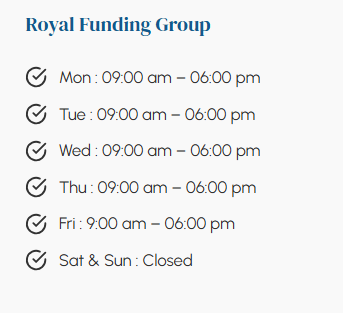 Royal Funding Group
Mon : 09:00 am – 06:00 pm
Tue : 09:00 am – 06:00 pm
Wed : 09:00 am – 06:00 pm
Thu : 09:00 am – 06:00 pm
Fri : 9:00 am – 06:00 pm
Sat & Sun : Closed